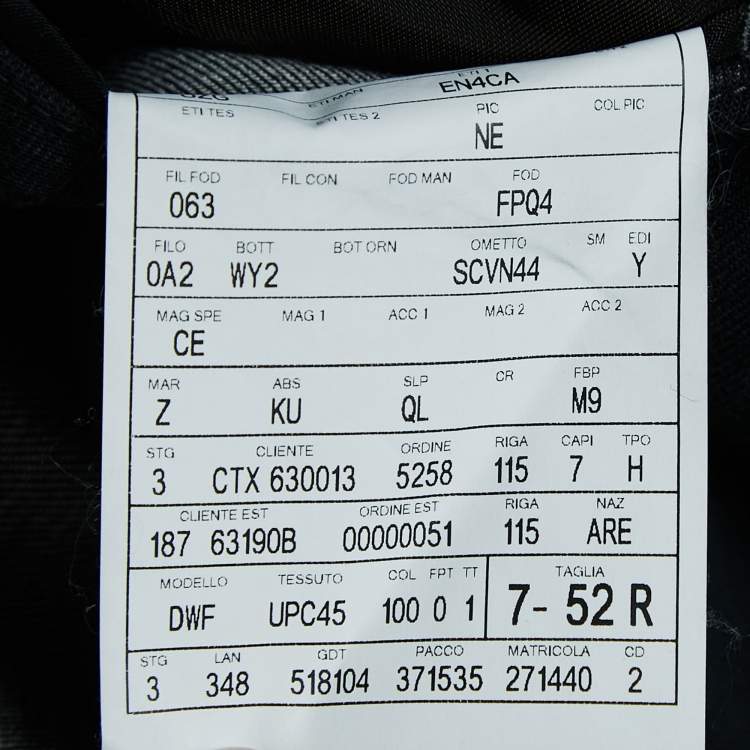 EN4CA
ETI TES ETI TES 2 PIC COL PIC
NE
FIL FOD FIL CON FOD MAN FOD
063 FPQ4
FILO BOTT BOT ORN OMETTO SM EDI
0A2 WY2 SCVN44 Y
MAG SPE MAG 1 ACC 1 MAG 2 ACC 2
CE
MAR ABS SLP CR FBP
Z KU QL M9
STG CLIENTE ORDINE RIGA CAPI TPO
3 CTX 630013 5258 115 7 H
CLIENTE EST ORDINE EST RIGA NAZ
187 63190B 00000051 115 ARE
MODELLO TESSUTO COL FPT TT TAGLIA
DWF UPC45 100 0 1 7- 52 R
STG LAN GDT PACCO MATRICOLA CD
3 348 518104 371535 271440 2